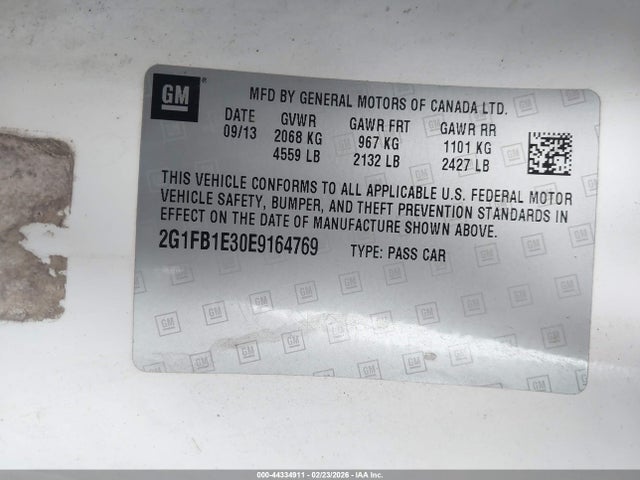 GM
®
MFD BY GENERAL MOTORS OF CANADA LTD.
DATE GVWR GAWR FRT GAWR RR
09/13 2068 KG 967 KG 1101 KG
4559 LB 2132 LB 2427 LB
THIS VEHICLE CONFORMS TO ALL APPLICABLE U.S. FEDERAL MOTOR
VEHICLE SAFETY, BUMPER, AND THEFT PREVENTION STANDARDS IN
EFFECT ON THE DATE OF MANUFACTURE SHOWN ABOVE.
2G1FB1E30E9164769 TYPE: PASS CAR
000-44334911 - 02/23/2026 - IAA Inc.